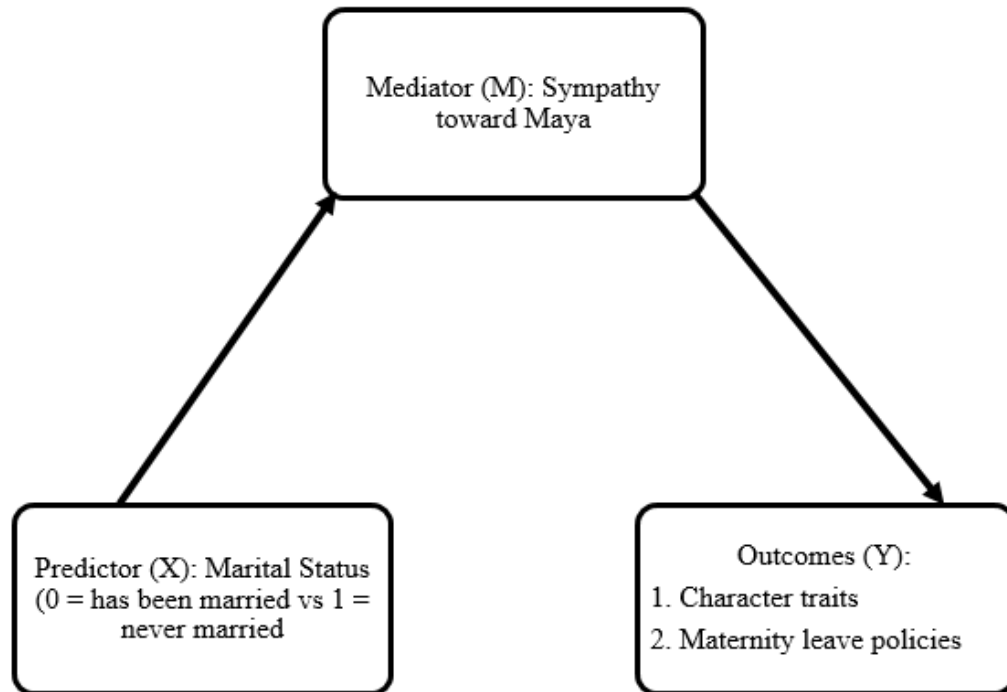 Mediator (M): Sympathy
toward Maya
Predictor (X): Marital Status
(0 = has been married vs 1 =
never married
Outcomes (Y):
1. Character traits
2. Maternity leave policies